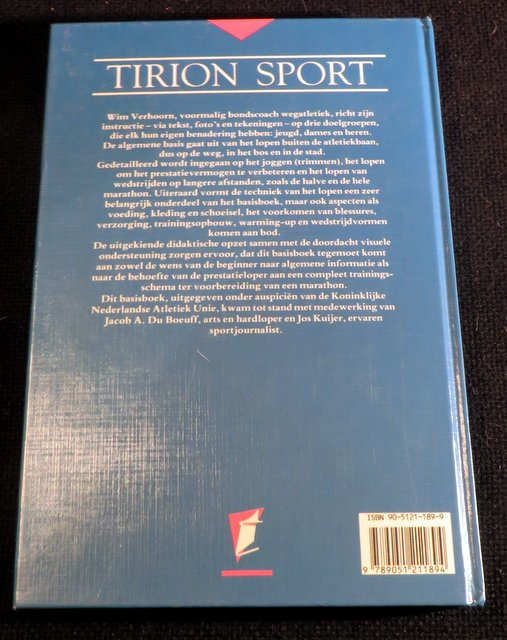 TIRION SPORT
Wim Verhoorn, voormalig bondscoach wegatletiek, richt zijn
instructie – via tekst, foto's en tekeningen – op drie doelgroepen,
die elk hun eigen benadering hebben: jeugd, dames en heren.
De algemene basis gaat uit van het lopen buiten de atletiekbaan,
dus op de weg, in het bos en in de stad.
Gedetailleerd wordt ingegaan op het joggen (trimmen), het lopen
om het prestatievermogen te verbeteren en het lopen van
wedstrijden op langere afstanden, zoals de halve en de hele
marathon. Uiteraard vormt de techniek van het lopen een zeer
belangrijk onderdeel van het basisboek, maar ook aspecten als
voeding, kleding en schoeisel, het voorkomen van blessures,
verzorging, trainingsopbouw, warming-up en wedstrijdvormen
komen aan bod.
De uitgekiende didaktische opzet samen met de doordacht visuele
ondersteuning zorgen ervoor, dat dit basisboek tegemoet komt
aan zowel de wens van de beginner naar algemene informatie als
naar de behoefte van de prestatieloper aan een compleet trainings-
schema ter voorbereiding van een marathon.
Dit basisboek, uitgegeven onder auspiciën van de Koninklijke
Nederlandse Atletiek Unie, kwam tot stand met medewerking van
Jacob A. Du Boeuff, arts en hardloper en Jos Kuijer, ervaren
sportjournalist.
ISBN 90-5121-189-9
9 789051 211894